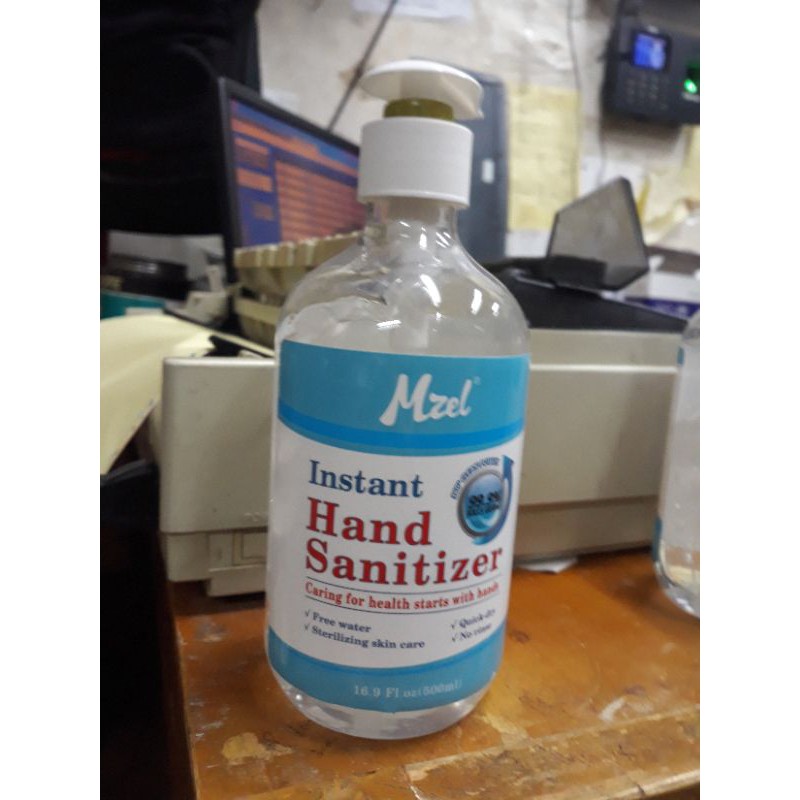 Mzel
Instant
Hand
Sanitizer
Caring for health starts with hands
√ Free water
√ Quick dry
√ Sterilizing skin care
√ No rinse
16.9 Fl oz(500ml)